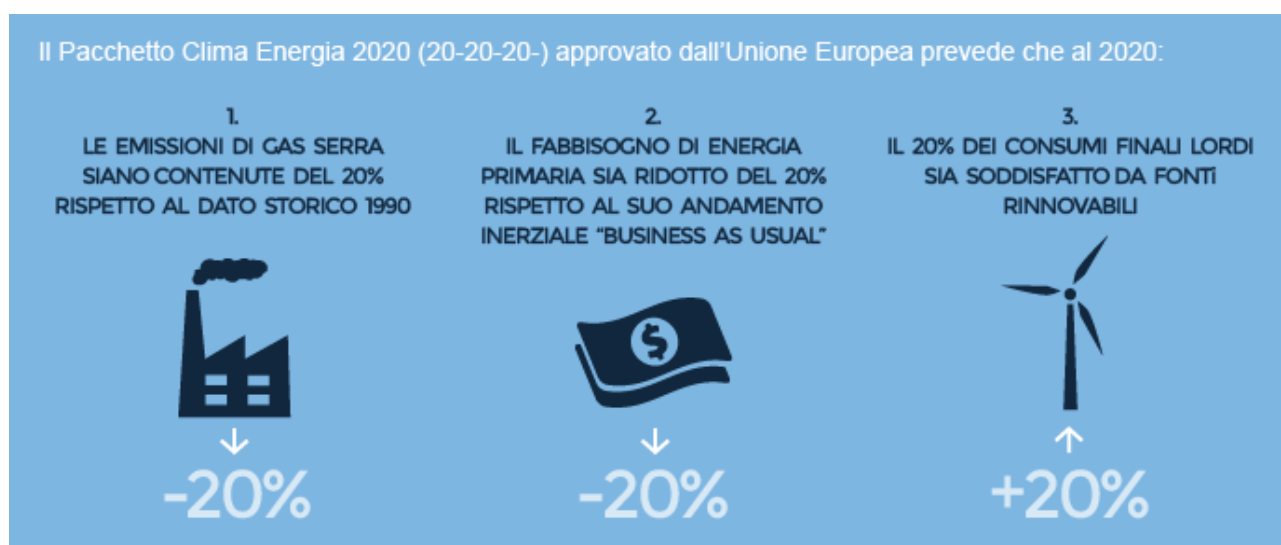 Il Pacchetto Clima Energia 2020 (20-20-20-) approvato dall'Unione Europea prevede che al 2020:
1.
LE EMISSIONI DI GAS SERRA
SIANO CONTENUTE DEL 20%
RISPETTO AL DATO STORICO 1990
-20%
2.
IL FABBISOGNO DI ENERGIA
PRIMARIA SIA RIDOTTO DEL 20%
RISPETTO AL SUO ANDAMENTO
INERZIALE “BUSINESS AS USUAL”
$
-20%
3.
IL 20% DEI CONSUMI FINALI LORDI
SIA SODDISFATTO DA FONTi
RINNOVABILI
+20%